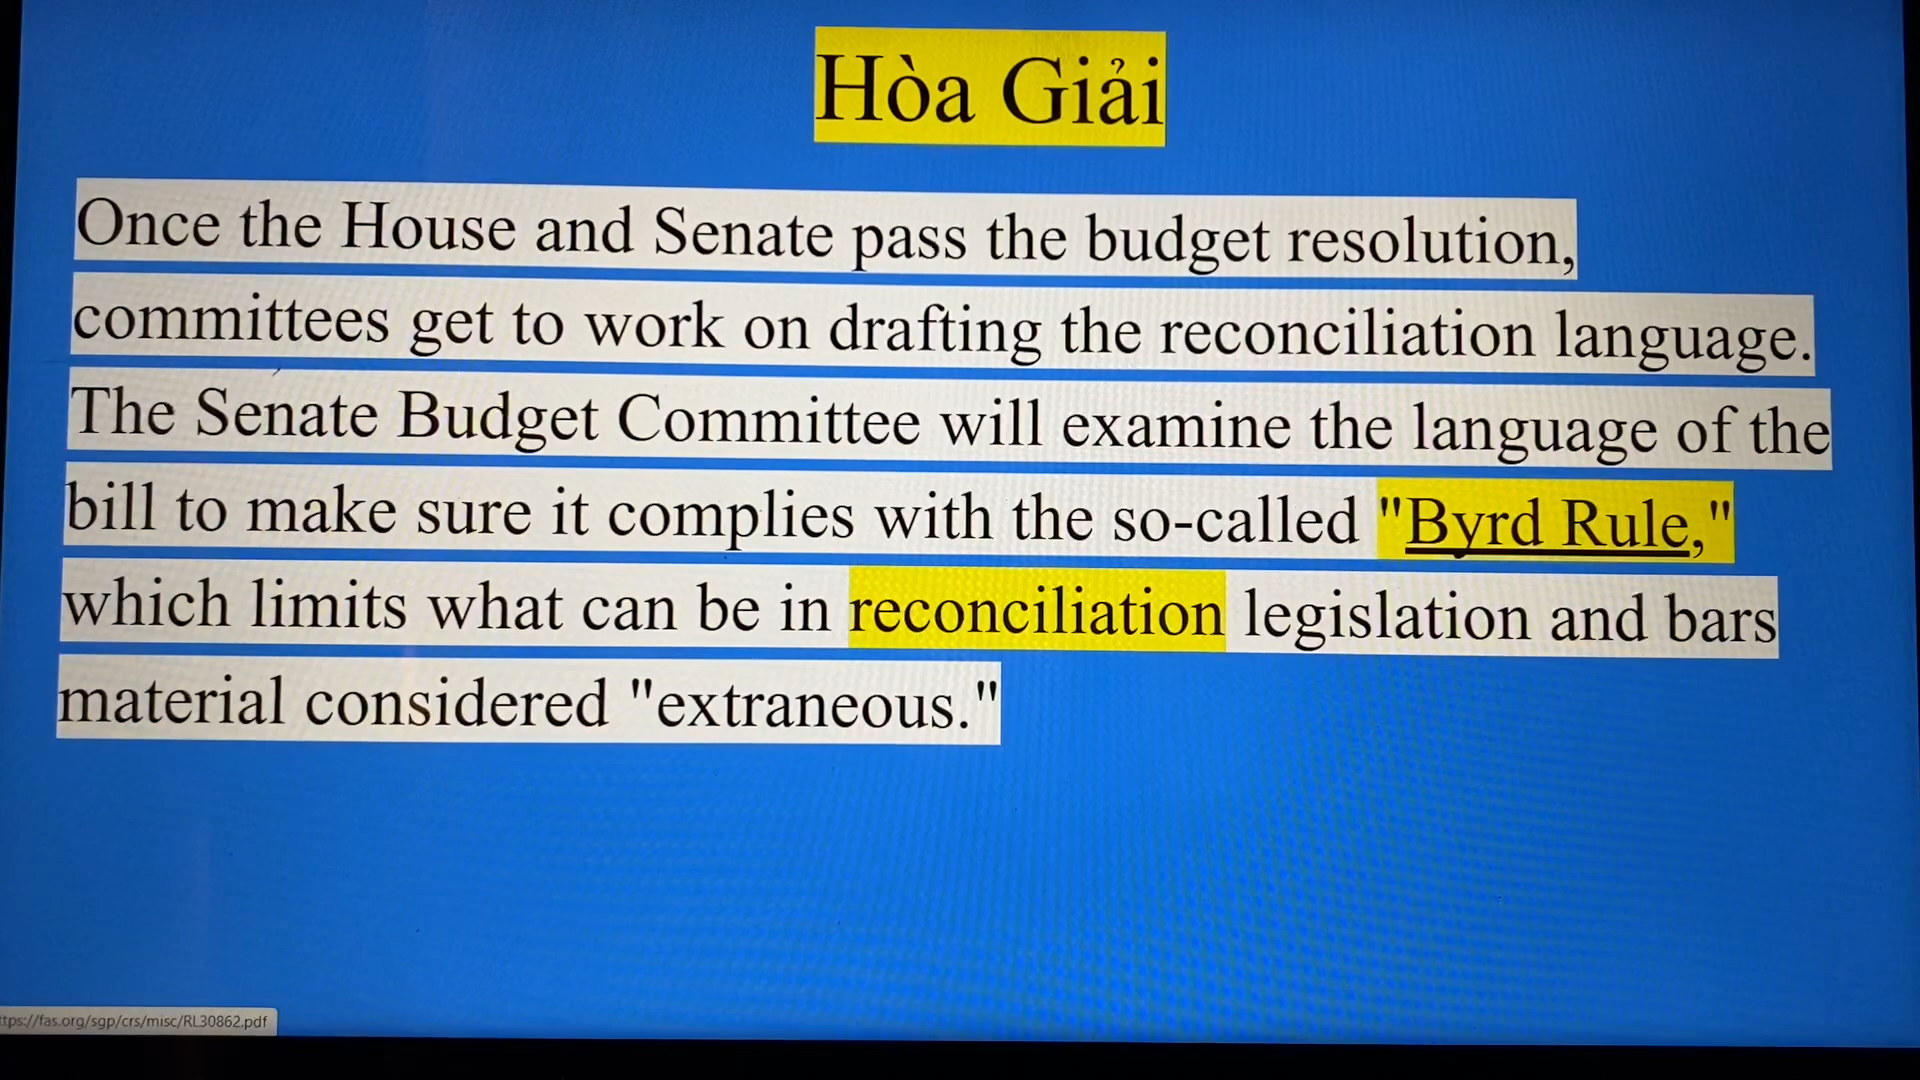 Hòa Giải
Once the House and Senate pass the budget resolution,
committees get to work on drafting the reconciliation language.
The Senate Budget Committee will examine the language of the
bill to make sure it complies with the so-called "Byrd Rule,"
which limits what can be in reconciliation legislation and bars
material considered "extraneous."
ttps://fas.org/sgp/crs/misc/RL30862.pdf